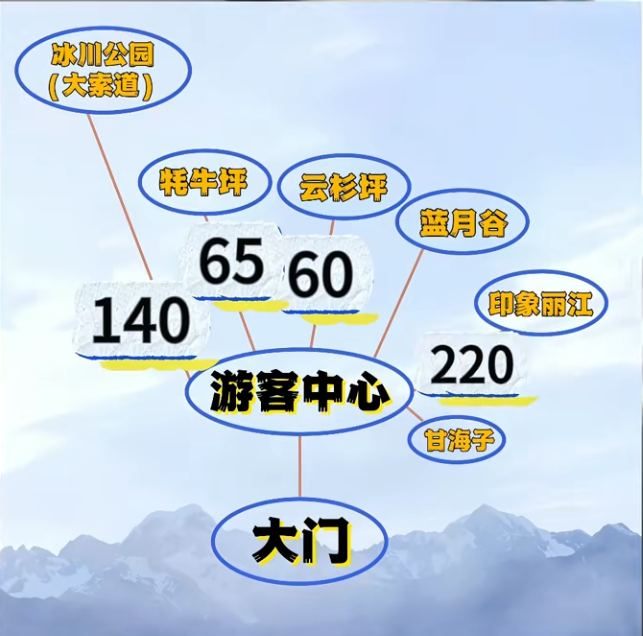 冰川公园
(大索道)
牦牛坪
云杉坪
蓝月谷
65
60
印象丽江
140
220
游客中心
甘海子
大门